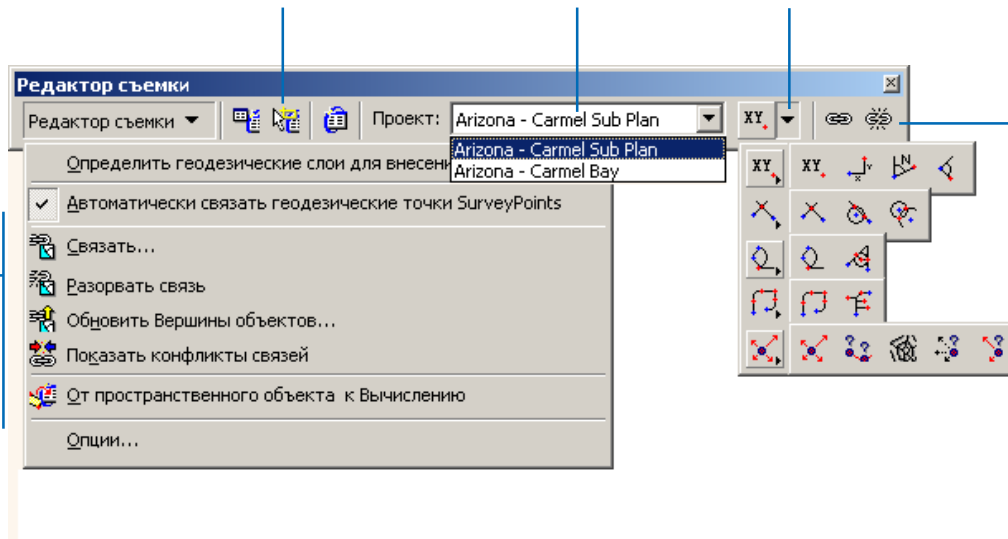 Редактор съемки
Редактор съемки
Проект: Arizona - Carmel Sub Plan
XY
Arizona - Carmel Sub Plan
Arizona - Carmel Bay
Определить геодезические слои для внесени
Автоматически связать геодезические точки SurveyPoints
Связать...
Разорвать связь
Обновить Вершины объектов...
Показать конфликты связей
От пространственного объекта к Вычислению
Опции...
XY
XY